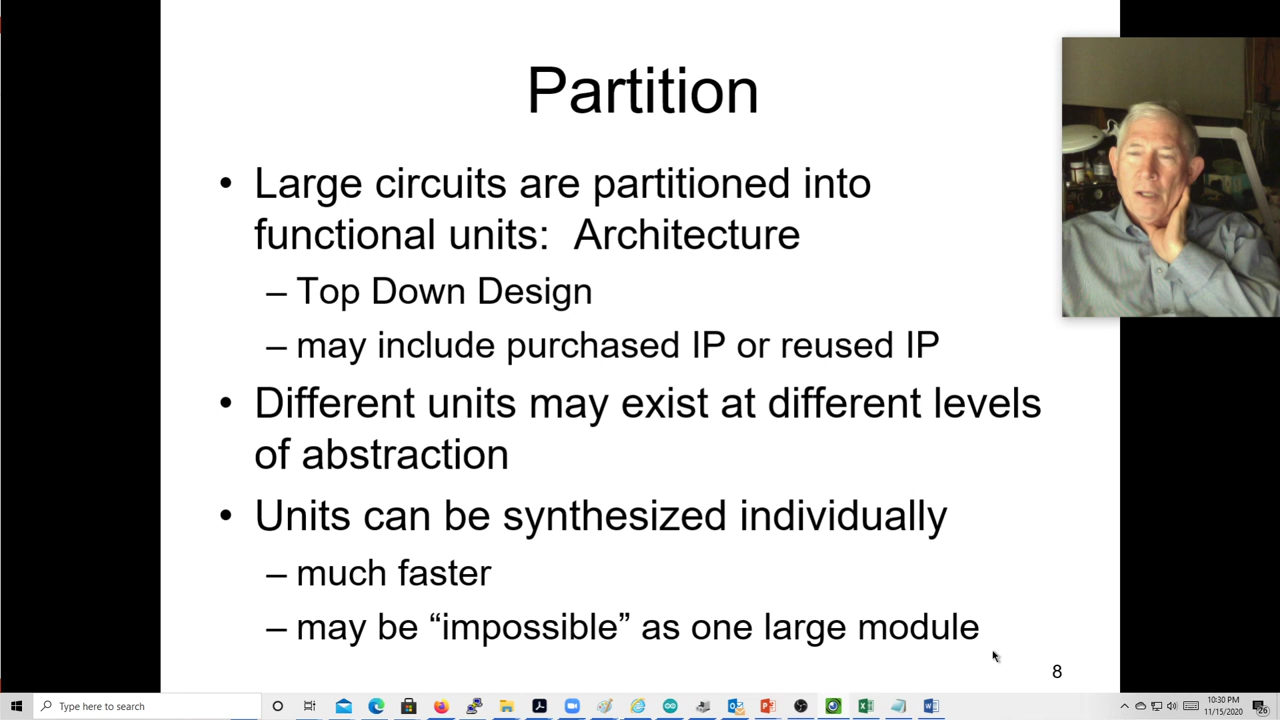 Partition
• Large circuits are partitioned into
functional units:  Architecture
– Top Down Design
– may include purchased IP or reused IP
• Different units may exist at different levels
of abstraction
• Units can be synthesized individually
– much faster
– may be “impossible” as one large module
8
Type here to search
10:30 PM
11/15/2020
26